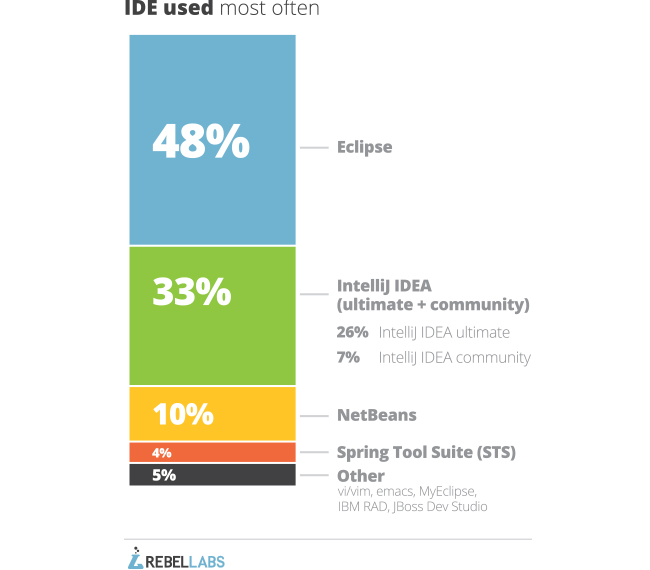 IDE used most often
48%
Eclipse
33%
IntelliJ IDEA
(ultimate + community)
26% IntelliJ IDEA ultimate
7% IntelliJ IDEA community
10%
NetBeans
4%
Spring Tool Suite (STS)
5%
Other
vi/vim, emacs, MyEclipse,
IBM RAD, JBoss Dev Studio
REBELLABS